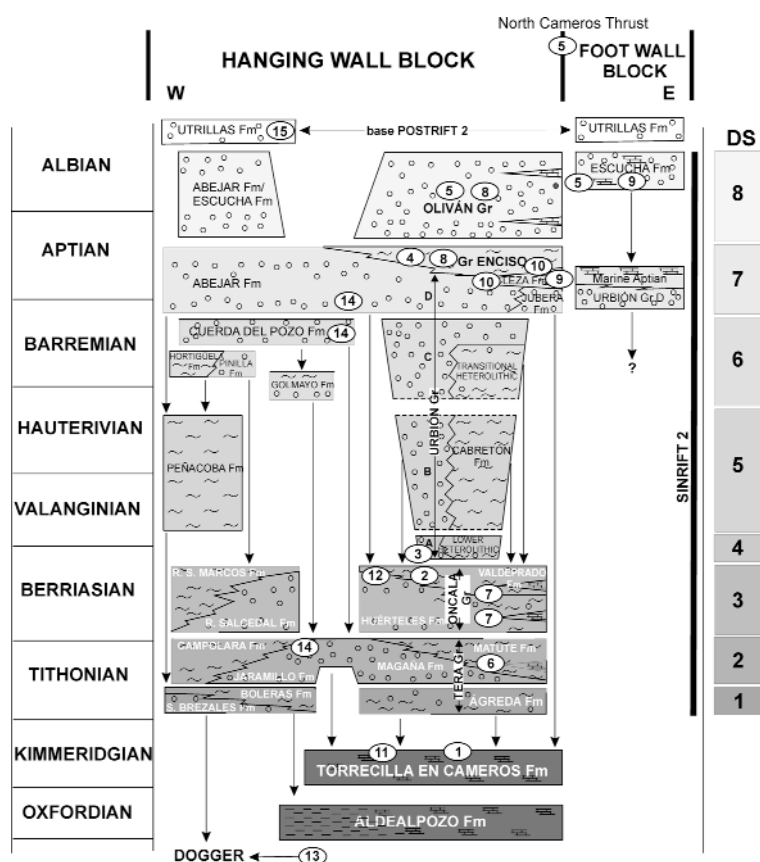 North Cameros Thrust
5
HANGING WALL BLOCK
FOOT WALL
BLOCK
W
E
UTRILLAS Fm 15
base POSTRIFT 2
UTRILLAS Fm
DS
ALBIAN
ABEJAR Fm/
ESCUCHA Fm
5 8
OLIVÁN Gr
ESCUCHA Fm
5 9
8
APTIAN
4 8 Gr ENCISO
10
ABEJAR Fm
10 LEZA Fm 9
D
JUBERA
Fm
14
Marine Aptian
URBIÓN Gr.D
7
BARREMIAN
CUERDA DEL POZO Fm 14
HORTIGÜELA
Fm
PINILLA
Fm
GOLMAYO Fm
C
TRANSITIONAL
HETEROLITHIC
?
6
HAUTERIVIAN
URBIÓN Gr
PEÑACOBA Fm
B
CABRETÓN
Fm
5
VALANGINIAN
SINRIFT 2
A
3
LOWER
HETEROLITHIC
4
BERRIASIAN
R. S. MARCOS Fm
R. SALCEDAL Fm
12 2
HUÉRTELES Fm
ONCALA
Gr
VALDEPRADO
Fm
7
7
3
TITHONIAN
CAMPOLARA Fm
14
JARAMILLO Fm
MAGAÑA Fm
TERA Gr
MATUTE Fm
6
2
BOLERAS Fm
S. BREZALES Fm
ÁGREDA Fm
1
KIMMERIDGIAN
11 1
TORRECILLA EN CAMEROS Fm
OXFORDIAN
ALDEALPOZO Fm
DOGGER
13